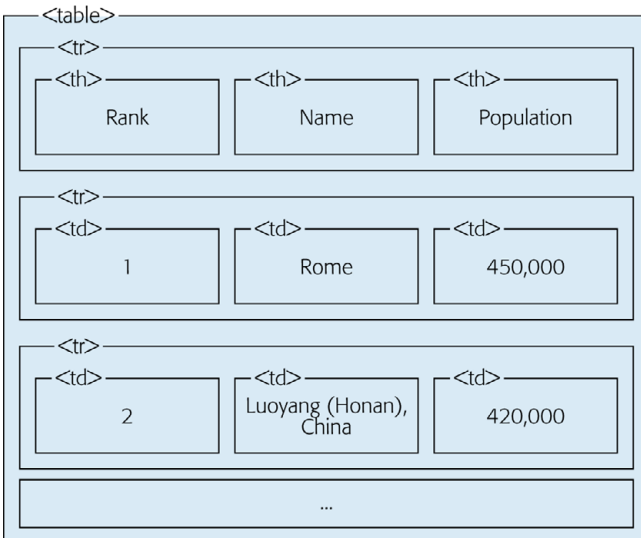 <table>
<tr>
<th> <th> <th>
Rank Name Population
<tr>
<td> <td> <td>
1 Rome 450,000
<tr>
<td> <td> <td>
2 Luoyang (Honan), 420,000
China
...